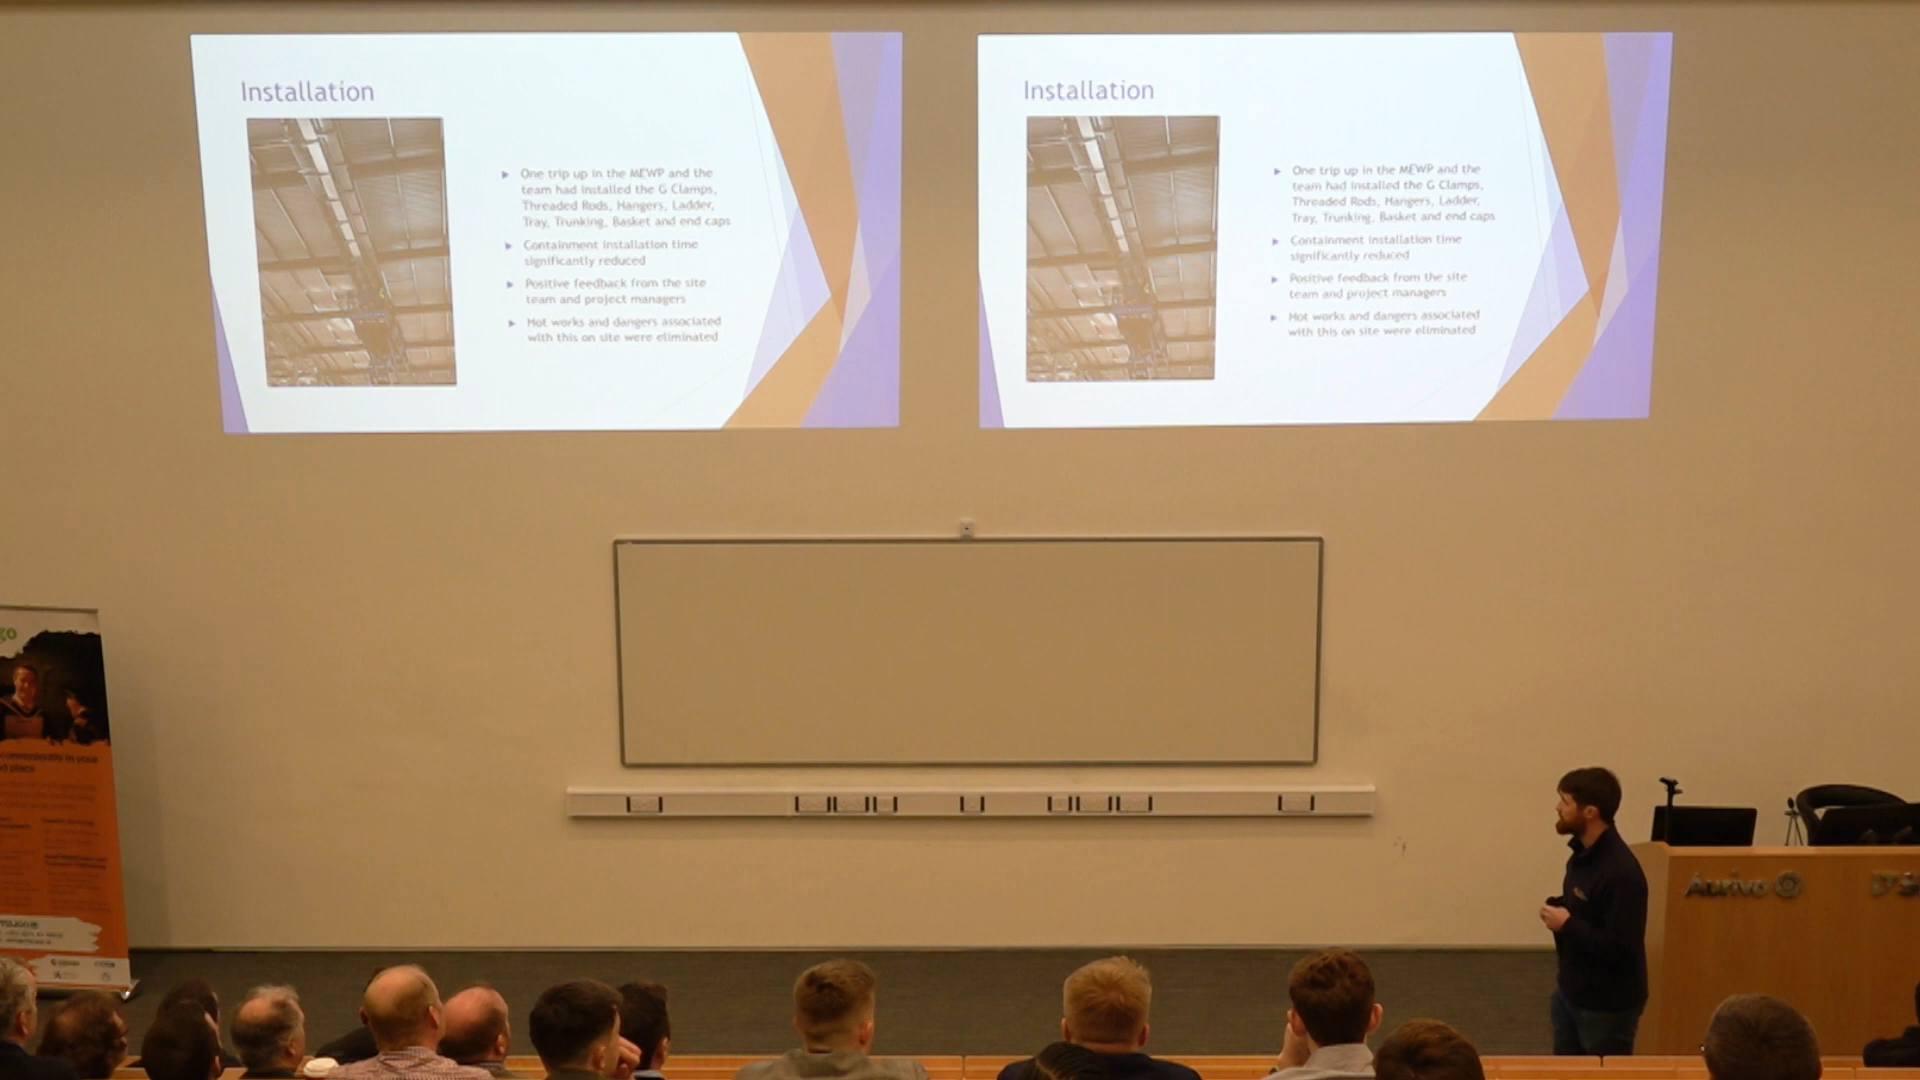 Installation
One trip up in the MEWP and the
team had installed the G Clamps,
Threaded Rods, Hangers, Ladder,
Tray, Trunking, Basket and end caps
Containment installation time
significantly reduced
Positive feedback from the site
team and project managers
Hot works and dangers associated
with this on site were eliminated
Installation
One trip up in the MEWP and the
team had installed the G Clamps,
Threaded Rods, Hangers, Ladder,
Tray, Trunking, Basket and end caps
Containment installation time
significantly reduced
Positive feedback from the site
team and project managers
Hot works and dangers associated
with this on site were eliminated
go
place
Aurivo